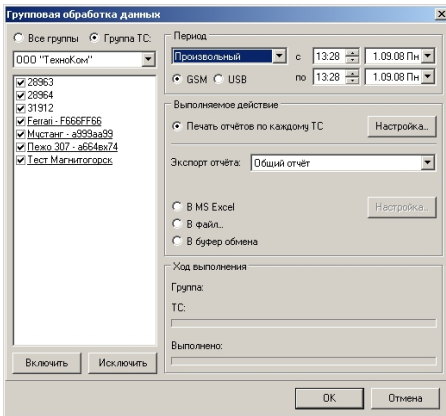 Групповая обработка данных
Все группы Группа ТС:
ООО "ТехноКом"
28963
28964
31912
Ferrari - F666FF66
Мустанг - а999аа99
Пежо 307 - а664вх74
Тест Магнитогорск
Включить Исключить
Период
Произвольный с 13:28 1.09.08 Пн
GSM USB по 13:28 1.09.08 Пн
Выполняемое действие
Печать отчётов по каждому ТС Настройка..
Экспорт отчёта: Общий отчёт
В MS Excel Настройка..
В файл..
В буфер обмена
Ход выполнения
Группа:
ТС:
Выполнено:
OK Отмена